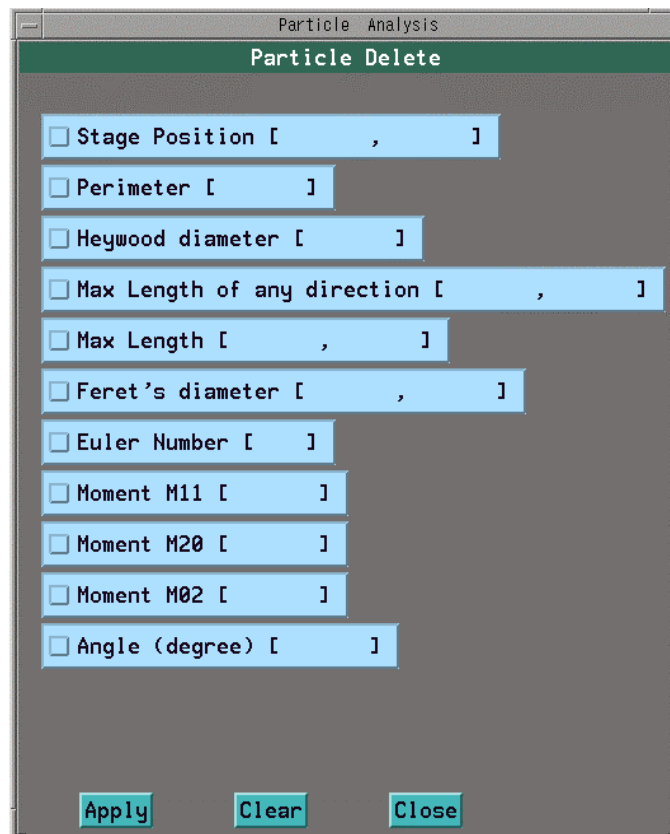 Particle Analysis
Particle Delete
Stage Position [ , ]
Perimeter [ ]
Heywood diameter [ ]
Max Length of any direction [ , ]
Max Length [ , ]
Feret's diameter [ , ]
Euler Number [ ]
Moment M11 [ ]
Moment M20 [ ]
Moment M02 [ ]
Angle (degree) [ ]
Apply Clear Close